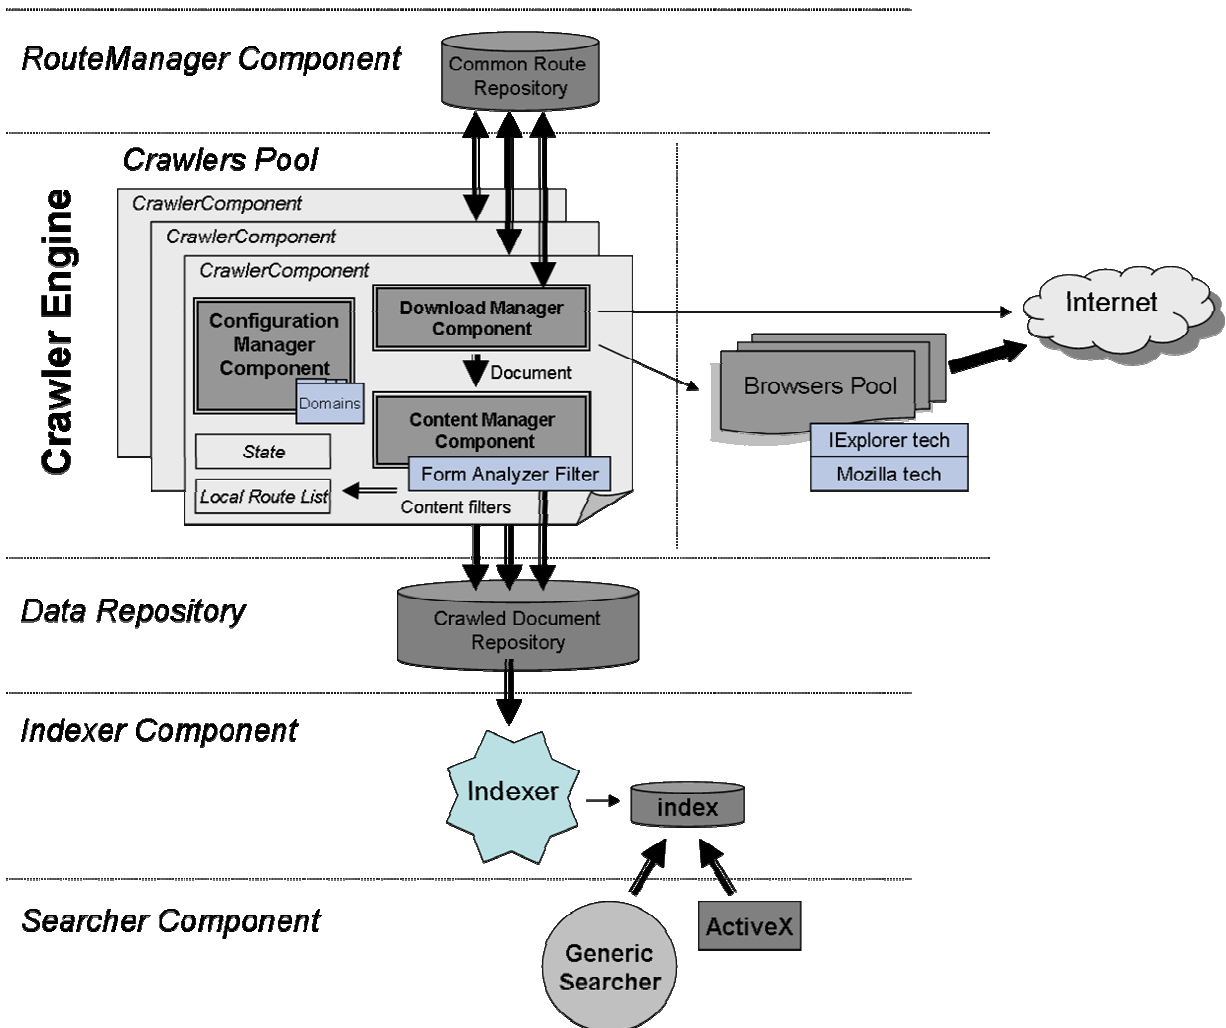 RouteManager Component
Common Route
Repository
Crawler Engine
Crawlers Pool
CrawlerComponent
CrawlerComponent
CrawlerComponent
Configuration
Manager
Component
Domains
Download Manager
Component
Document
Content Manager
Component
Form Analyzer Filter
State
Local Route List
Content filters
Internet
Browsers Pool
IExplorer tech
Mozilla tech
Data Repository
Crawled Document
Repository
Indexer Component
Indexer
index
Searcher Component
Generic
Searcher
ActiveX